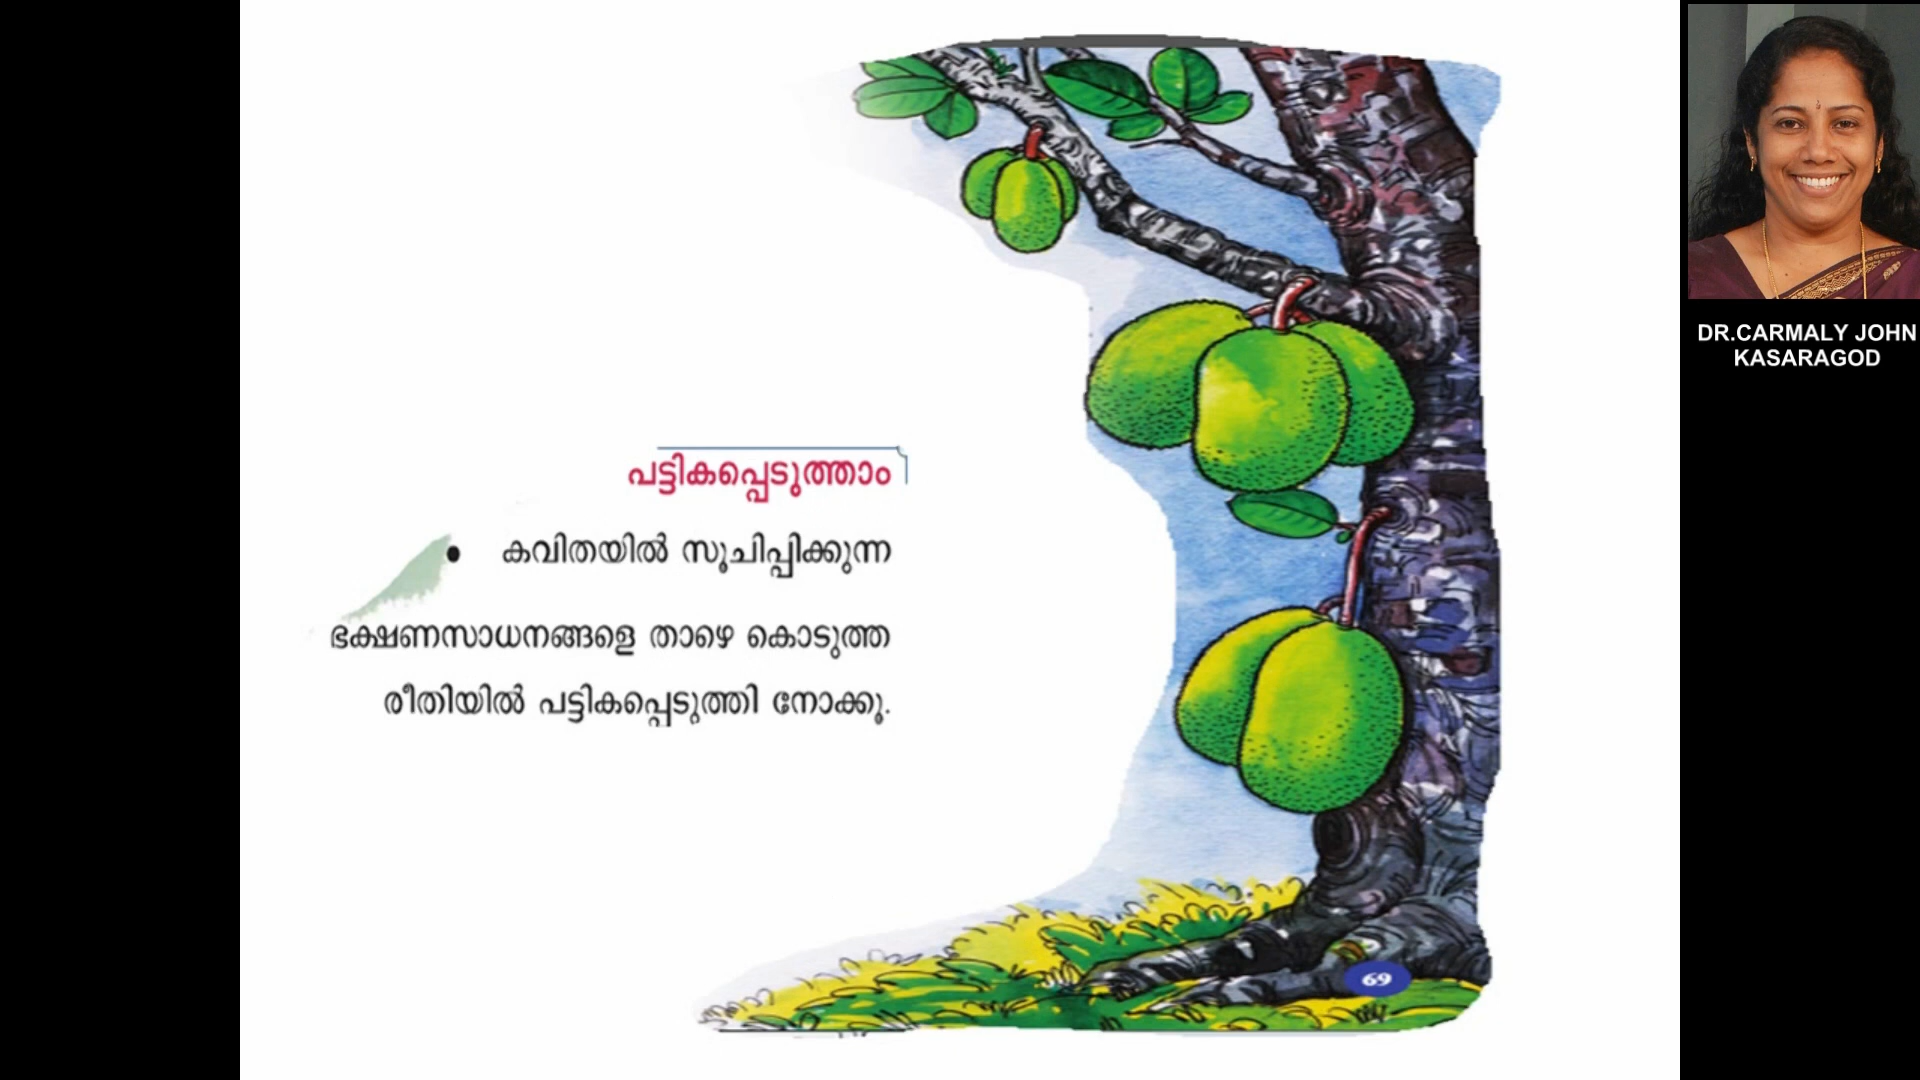 പട്ടികപ്പെടുത്താം
• കവിതയിൽ സൂചിപ്പിക്കുന്ന
ഭക്ഷണസാധനങ്ങളെ താഴെ കൊടുത്ത
രീതിയിൽ പട്ടികപ്പെടുത്തി നോക്കൂ.
69
DR.CARMALY JOHN
KASARAGOD